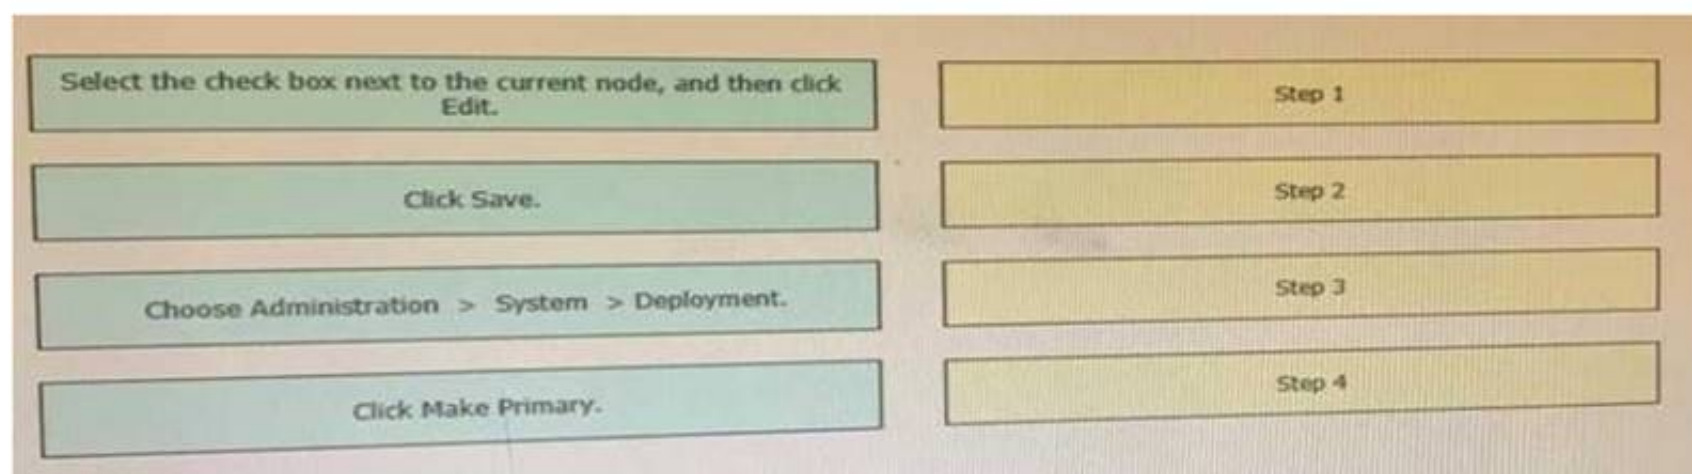 Select the check box next to the current node, and then click
Edit.
Click Save.
Choose Administration > System > Deployment.
Click Make Primary.
Step 1
Step 2
Step 3
Step 4